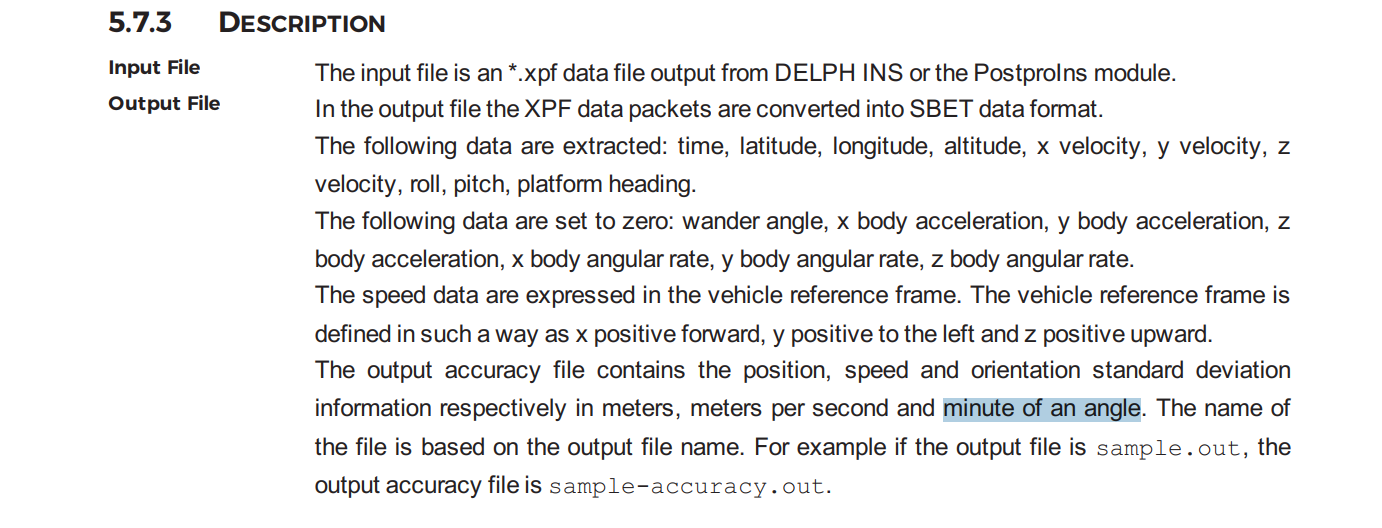 5.7.3 DESCRIPTION
Input File The input file is an *.xpf data file output from DELPH INS or the PostproIns module.
Output File In the output file the XPF data packets are converted into SBET data format.
The following data are extracted: time, latitude, longitude, altitude, x velocity, y velocity, z
velocity, roll, pitch, platform heading.
The following data are set to zero: wander angle, x body acceleration, y body acceleration, z
body acceleration, x body angular rate, y body angular rate, z body angular rate.
The speed data are expressed in the vehicle reference frame. The vehicle reference frame is
defined in such a way as x positive forward, y positive to the left and z positive upward.
The output accuracy file contains the position, speed and orientation standard deviation
information respectively in meters, meters per second and minute of an angle. The name of
the file is based on the output file name. For example if the output file is sample.out, the
output accuracy file is sample-accuracy.out.